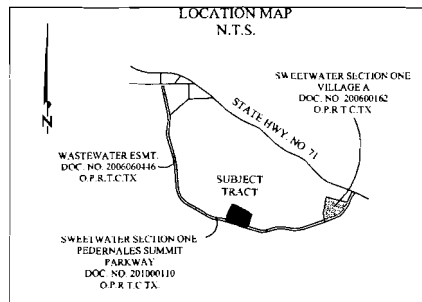 LOCATION MAP
N.T.S.
SWEETWATER SECTION ONE
VILLAGE A
DOC. NO. 200600162
O.P.R.T.C.TX
STATE HWY. NO 71
N
WASTEWATER ESMT.
DOC. NO. 2006060446
O.P.R.T.C.TX
SUBJECT
TRACT
SWEETWATER SECTION ONE
PEDERNALES SUMMIT
PARKWAY
DOC. NO. 201000110
O.P.R.T.C.TX.